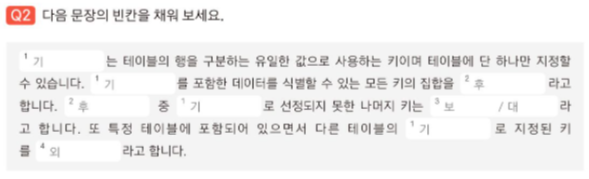 Q2 다음 문장의 빈칸을 채워 보세요.
1 기 는 테이블의 행을 구분하는 유일한 값으로 사용하는 키이며 테이블에 단 하나만 지정할
수 있습니다. 1 기 를 포함한 데이터를 식별할 수 있는 모든 키의 집합을 2 후 라고
합니다. 2 후 중 1 기 로 선정되지 못한 나머지 키는 3 보 / 대 라
고 합니다. 또 특정 테이블에 포함되어 있으면서 다른 테이블의 1 기 로 지정된 키
를 4 외 라고 합니다.